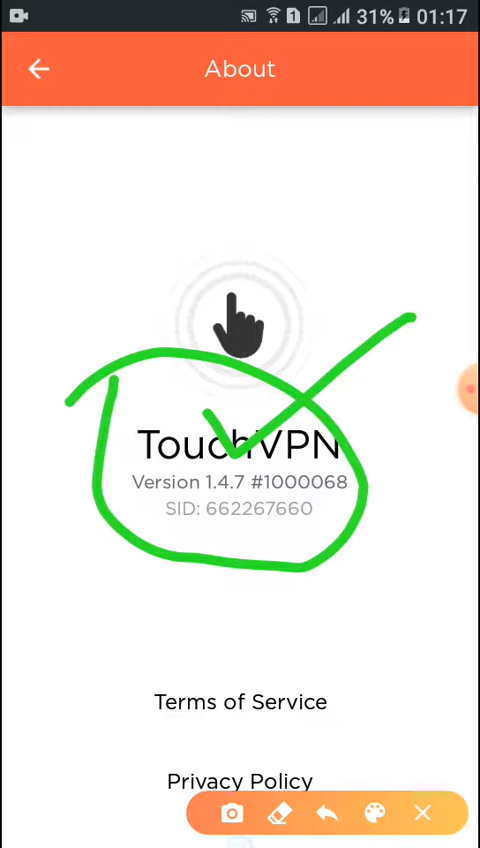 31% 01:17
About
TouchVPN
Version 1.4.7 #1000068
SID: 662267660
Terms of Service
Privacy Policy